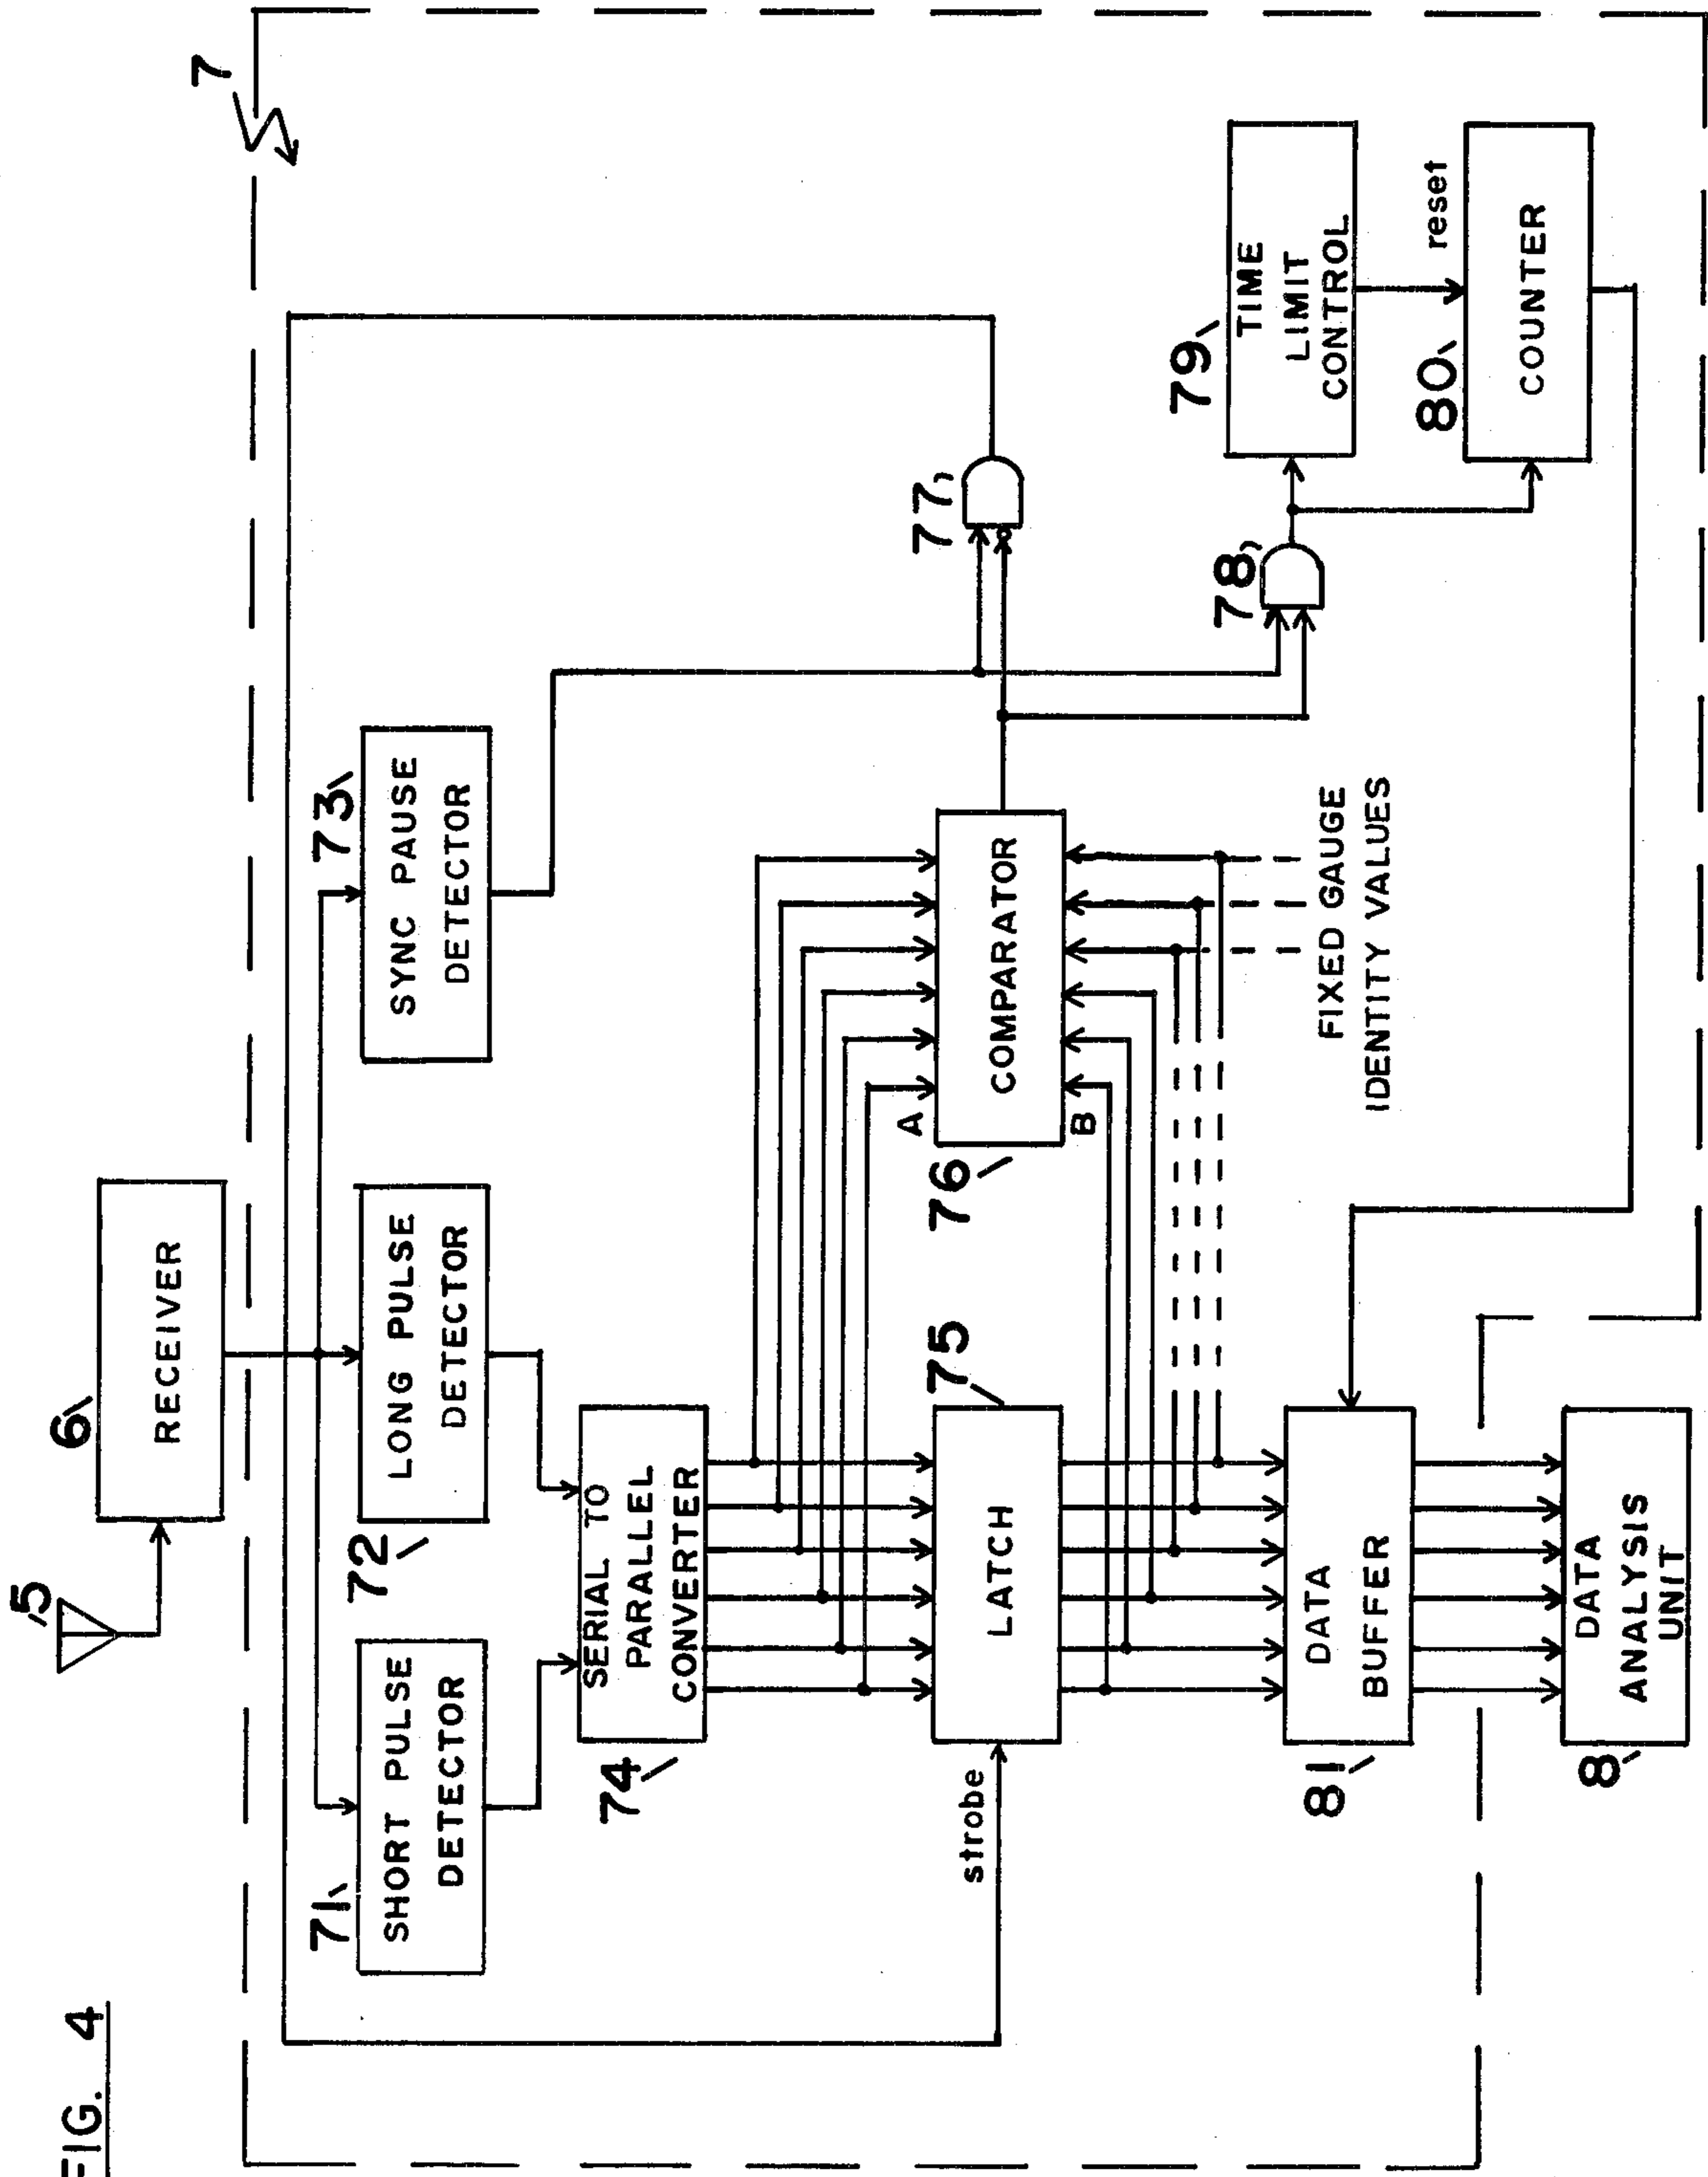 FIG. 4
5
6
RECEIVER
7
71
SHORT PULSE
DETECTOR
72
LONG PULSE
DETECTOR
73
SYNC PAUSE
DETECTOR
74
SERIAL TO
PARALLEL
CONVERTER
strobe
75
LATCH
76
A
COMPARATOR
B
77
78
79
TIME
LIMIT
CONTROL
FIXED GAUGE
IDENTITY VALUES
80
reset
COUNTER
81
DATA
BUFFER
8
DATA
ANALYSIS
UNIT